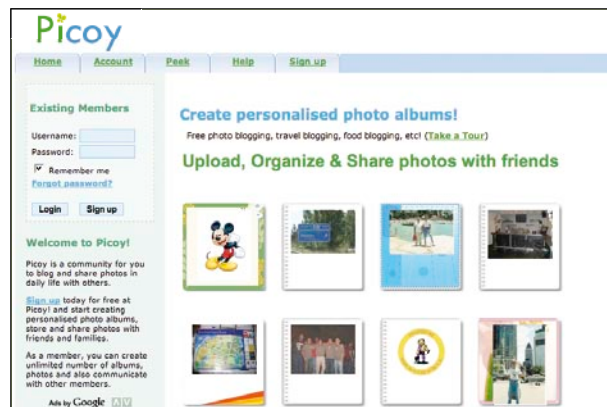 Picoy
Home Account Peek Help Sign up
Existing Members
Username:
Password:
Remember me
Forgot password?
Login Sign up
Welcome to Picoy!
Picoy is a community for you
to blog and share photos in
daily life with others.
Sign up today for free at
Picoy! and start creating
personalised photo albums,
store and share photos with
friends and families.
As a member, you can create
unlimited number of albums,
photos and also communicate
with other members.
Ads by Google
Create personalised photo albums!
Free photo blogging, travel blogging, food blogging, etc! (Take a Tour)
Upload, Organize & Share photos with friends